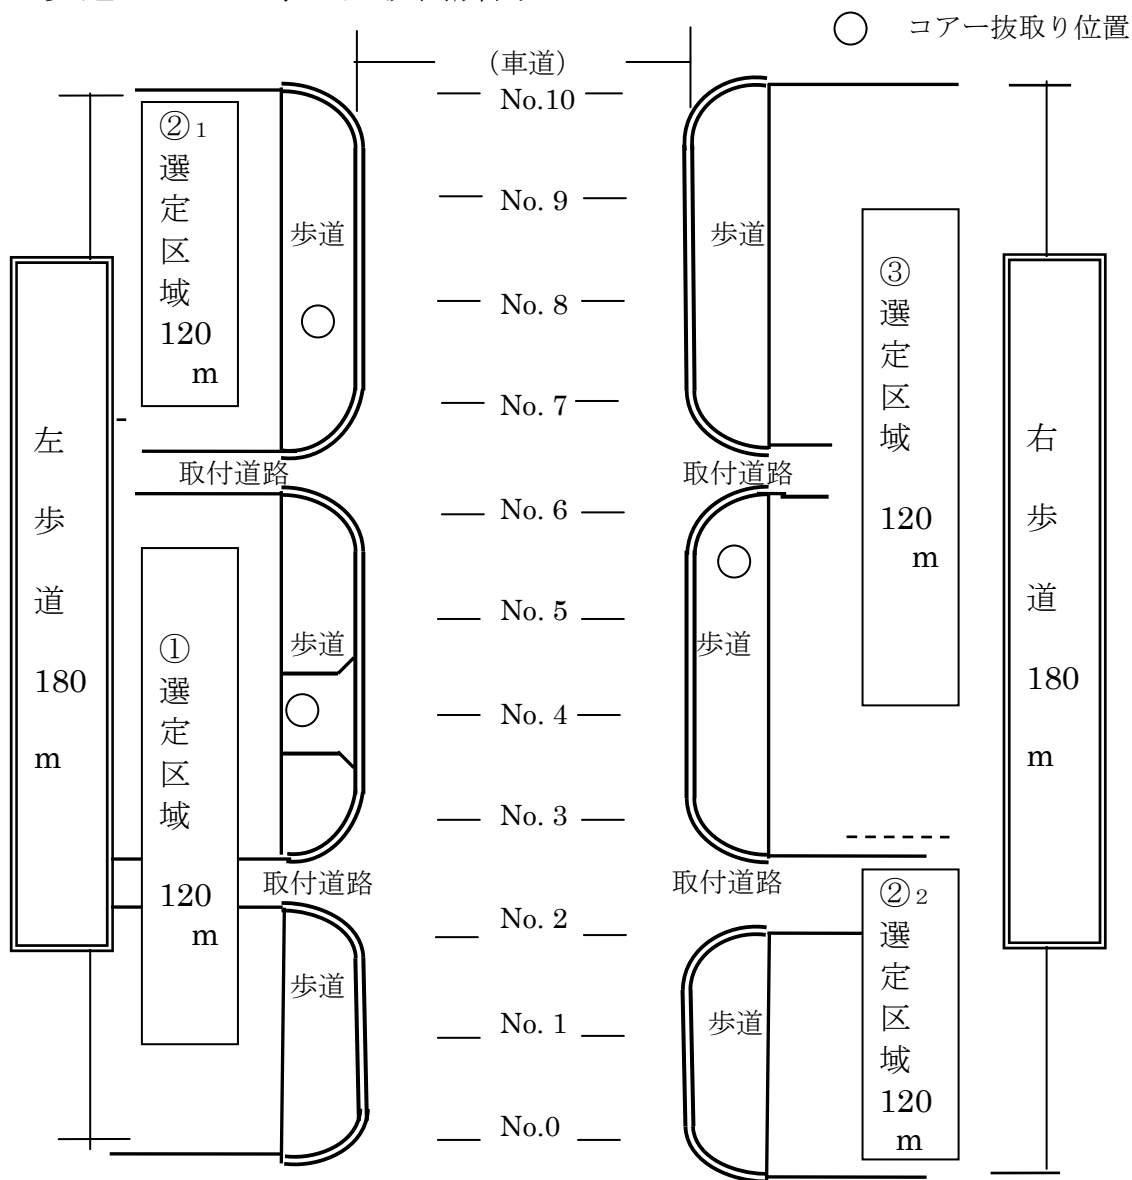 コアー抜取り位置
(車道)
No.10
②1
選
定
区
域
120
m
歩道
No. 9
歩道
③
選
定
区
域
120
m
No. 8
No. 7
左
歩
道
180
m
右
歩
道
180
m
取付道路
取付道路
No. 6
No. 5
①
選
定
区
域
120
m
歩道
歩道
No. 4
No. 3
取付道路
取付道路
②2
選
定
区
域
120
m
No. 2
歩道
歩道
No. 1
No.0